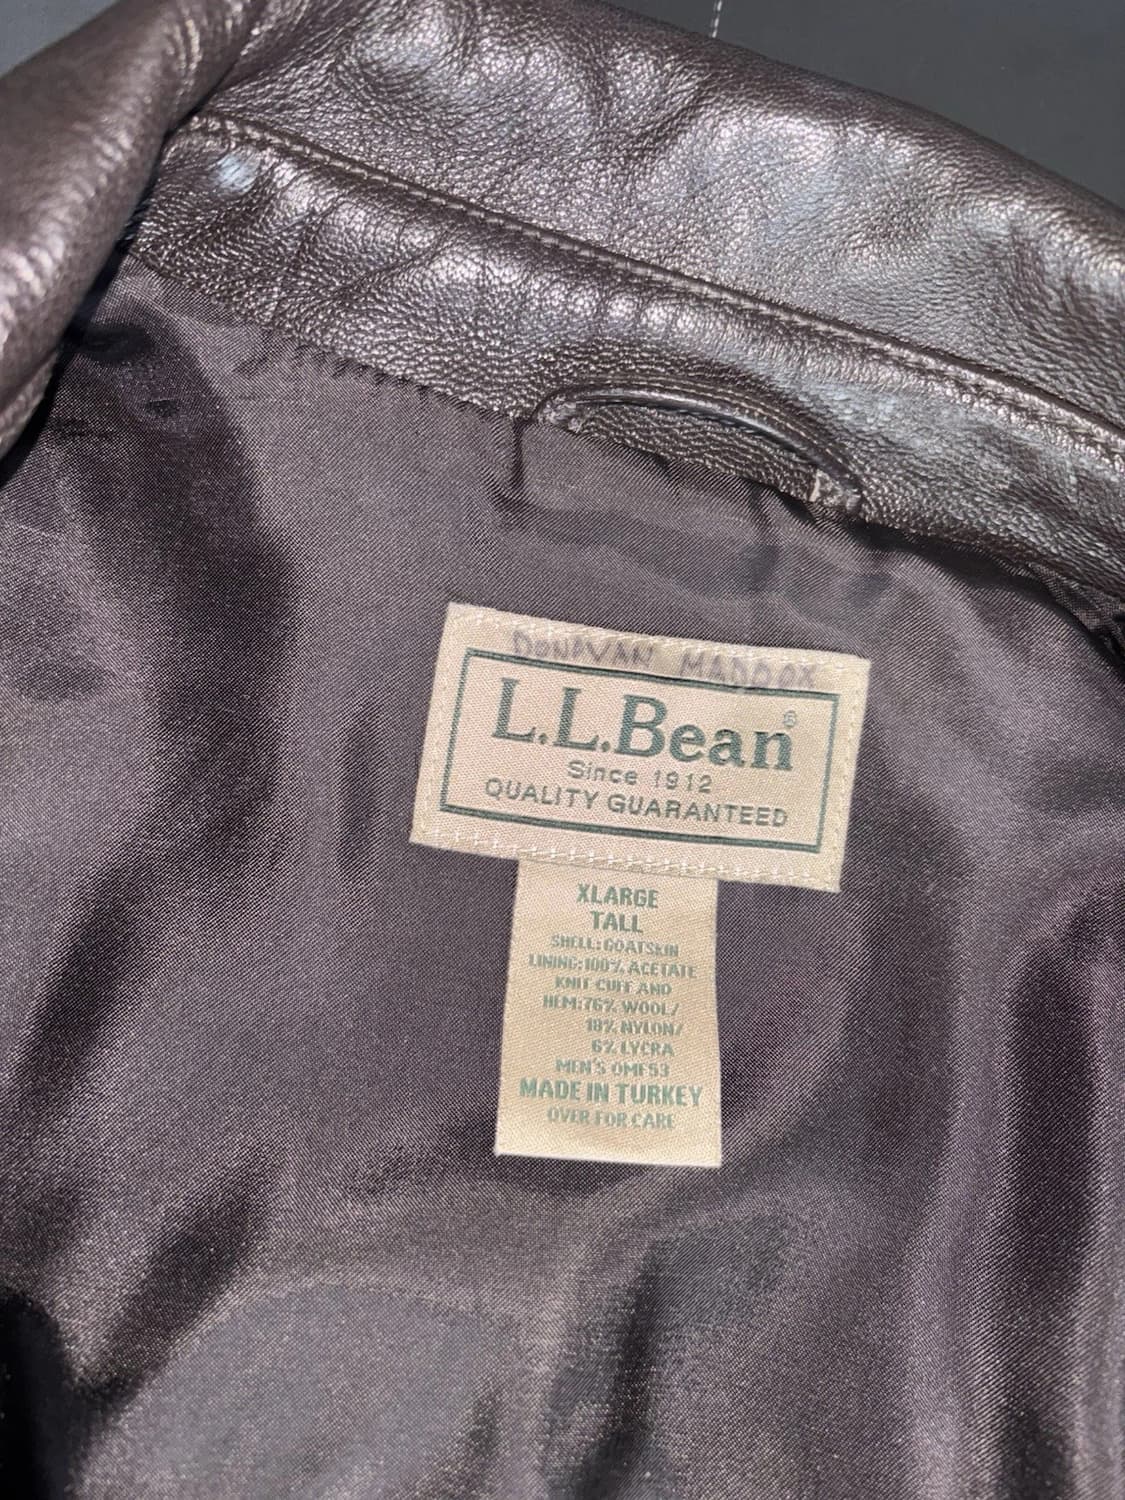 DONAVAN MADDOX
L.L.Bean®
Since 1912
QUALITY GUARANTEED
XLARGE
TALL
SHELL: GOATSKIN
LINING: 100% ACETATE
KNIT CUFF AND
HEM: 76% WOOL/
18% NYLON/
6% LYCRA
MEN'S OMF53
MADE IN TURKEY
OVER FOR CARE